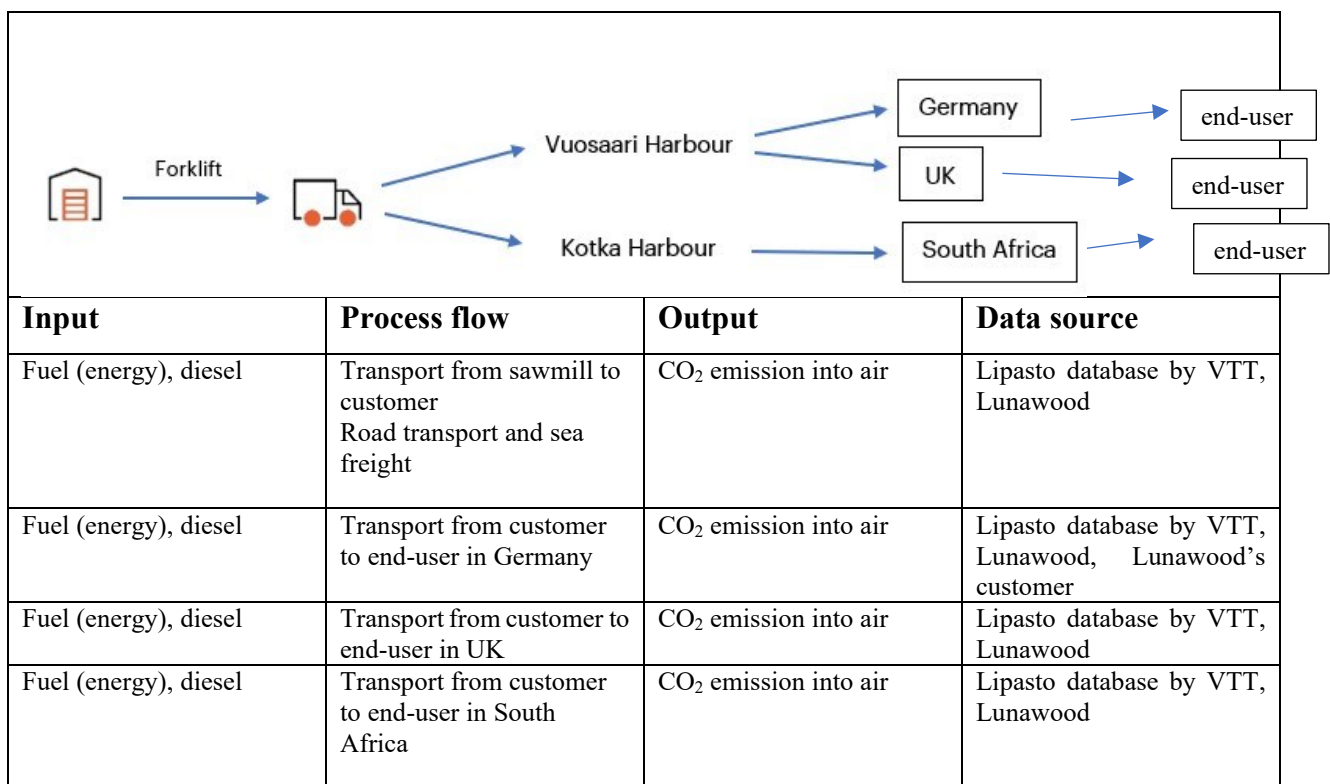 Germany
end-user
Forklift
Vuosaari Harbour
UK
end-user
Kotka Harbour
South Africa
end-user
Input
Process flow
Output
Data source
Fuel (energy), diesel
Transport from sawmill to
customer
Road transport and sea
freight
CO₂ emission into air
Lipasto database by VTT,
Lunawood
Fuel (energy), diesel
Transport from customer
to end-user in Germany
CO₂ emission into air
Lipasto database by VTT,
Lunawood, Lunawood’s
customer
Fuel (energy), diesel
Transport from customer to
end-user in UK
CO₂ emission into air
Lipasto database by VTT,
Lunawood
Fuel (energy), diesel
Transport from customer
to end-user in South
Africa
CO₂ emission into air
Lipasto database by VTT,
Lunawood